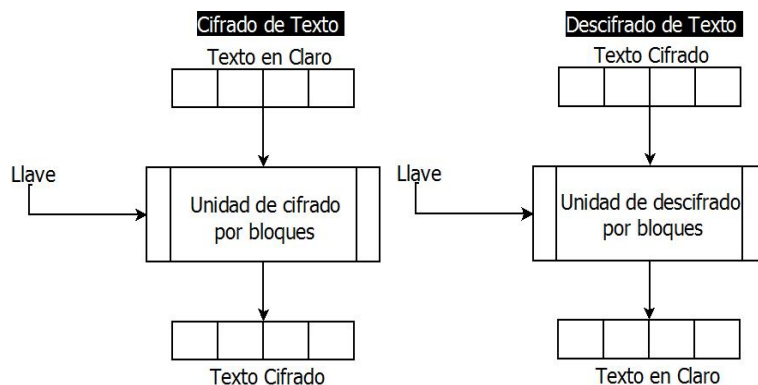 Cifrado de Texto
Texto en Claro
Llave
Unidad de cifrado
por bloques
Texto Cifrado
Descifrado de Texto
Texto Cifrado
Llave
Unidad de descifrado
por bloques
Texto en Claro